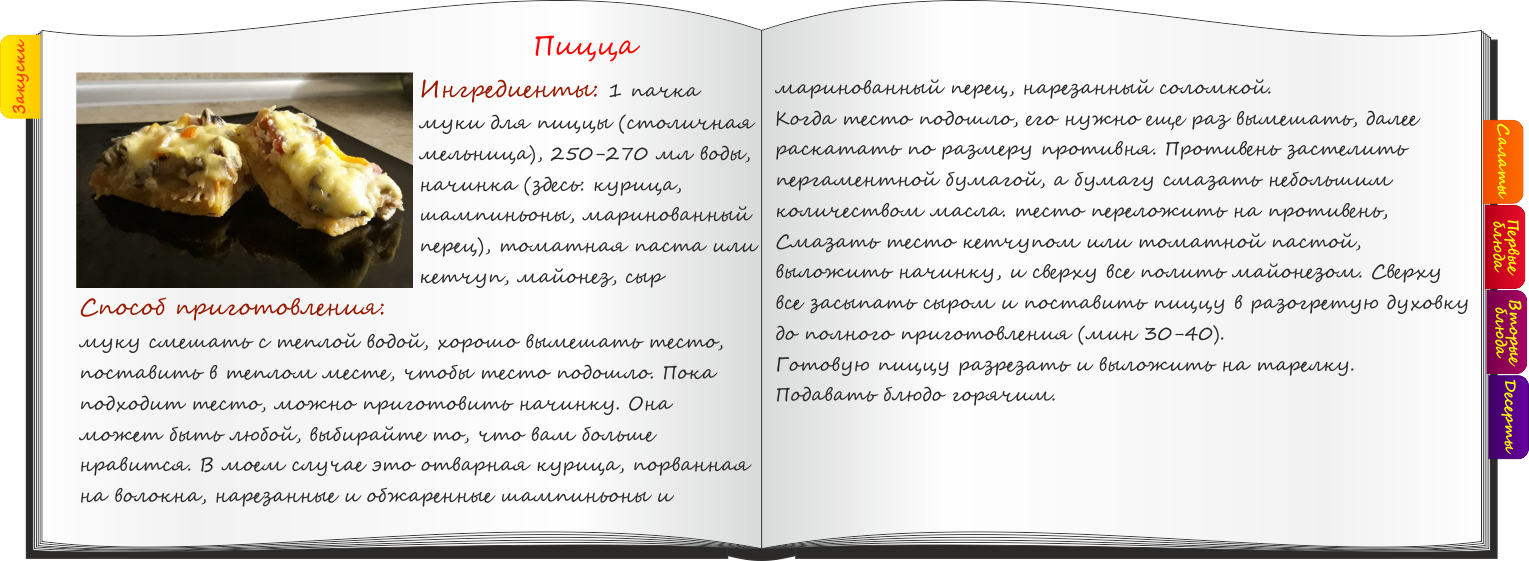 Пицца
Закуски
Ингредиенты: 1 пачка
муки для пиццы (столичная
мельница), 250-270 мл воды,
начинка (здесь: курица,
шампиньоны, маринованный
перец), томатная паста или
кетчуп, майонез, сыр
Способ приготовления:
муку смешать с теплой водой, хорошо вымешать тесто,
поставить в теплом месте, чтобы тесто подошло. Пока
подходит тесто, можно приготовить начинку. Она
может быть любой, выбирайте то, что вам больше
нравится. В моем случае это отварная курица, порванная
на волокна, нарезанные и обжаренные шампиньоны и
маринованный перец, нарезанный соломкой.
Когда тесто подошло, его нужно еще раз вымешать, далее
раскатать по размеру противня. Противень застелить
пергаментной бумагой, а бумагу смазать небольшим
количеством масла. тесто переложить на противень,
Смазать тесто кетчупом или томатной пастой,
выложить начинку, и сверху все полить майонезом. Сверху
все засыпать сыром и поставить пиццу в разогретую духовку
до полного приготовления (мин 30-40).
Готовую пиццу разрезать и выложить на тарелку.
Подавать блюдо горячим.
Салаты
Первые
блюда
Вторые
блюда
Десерты